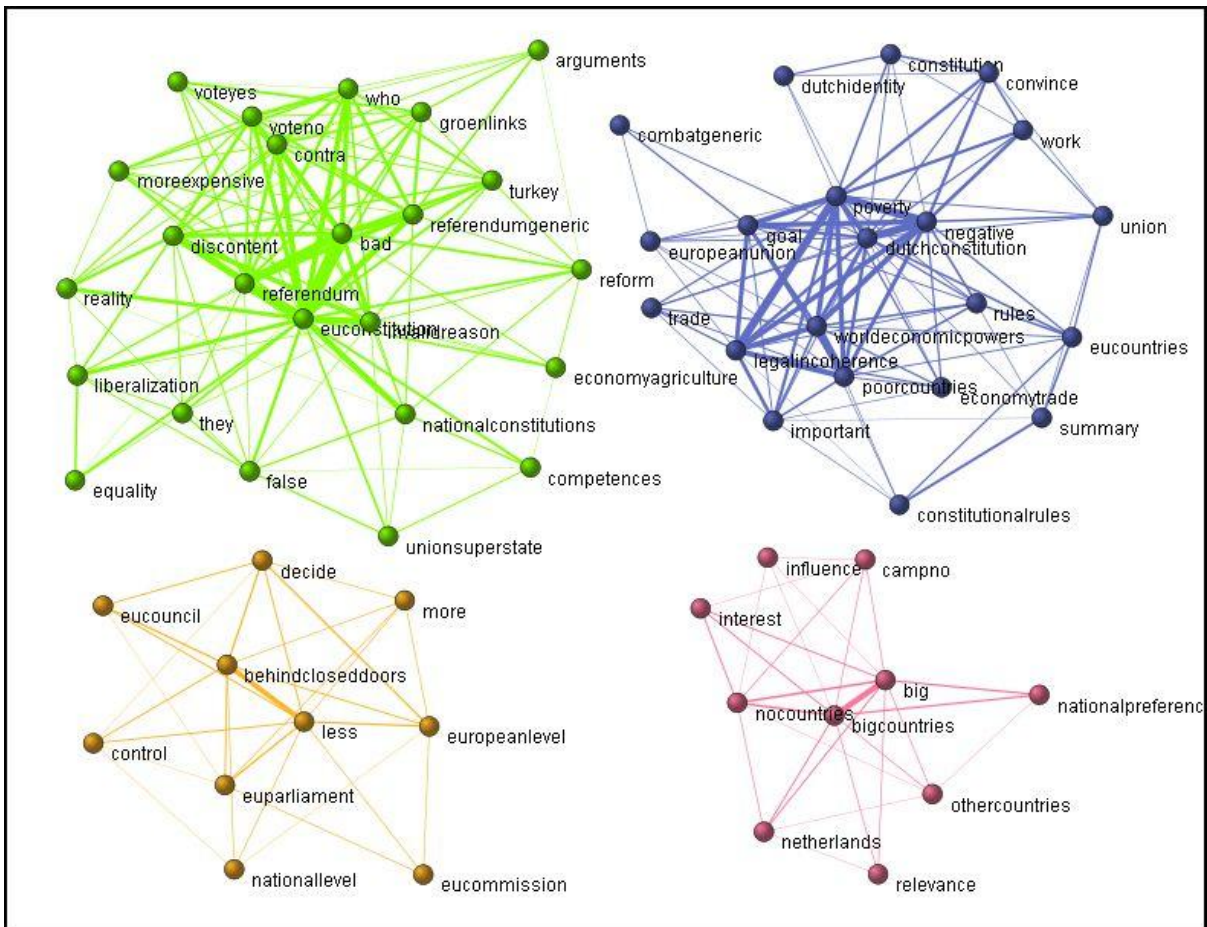 arguments
voteyes
who
voteno
groenlinks
contra
moreexpensive
turkey
referendumgeneric
discontent
bad
reform
reality
referendum
euconstitution
invalidreason
economyagriculture
liberalization
they
nationalconstitutions
false
competences
equality
unionsuperstate
constitution
dutchidentity
convince
combatgeneric
work
poverty
union
goal
negative
europeanunion
dutchconstitution
trade
rules
worldeconomicpowers
legalincoherence
eucountries
poorcountries
economytrade
important
summary
constitutionalrules
decide
eucouncil
more
behindcloseddoors
less
europeanlevel
control
euparliament
nationallevel
eucommission
influence
campno
interest
big
nocountries
bigcountries
nationalpreferenc
othercountries
netherlands
relevance